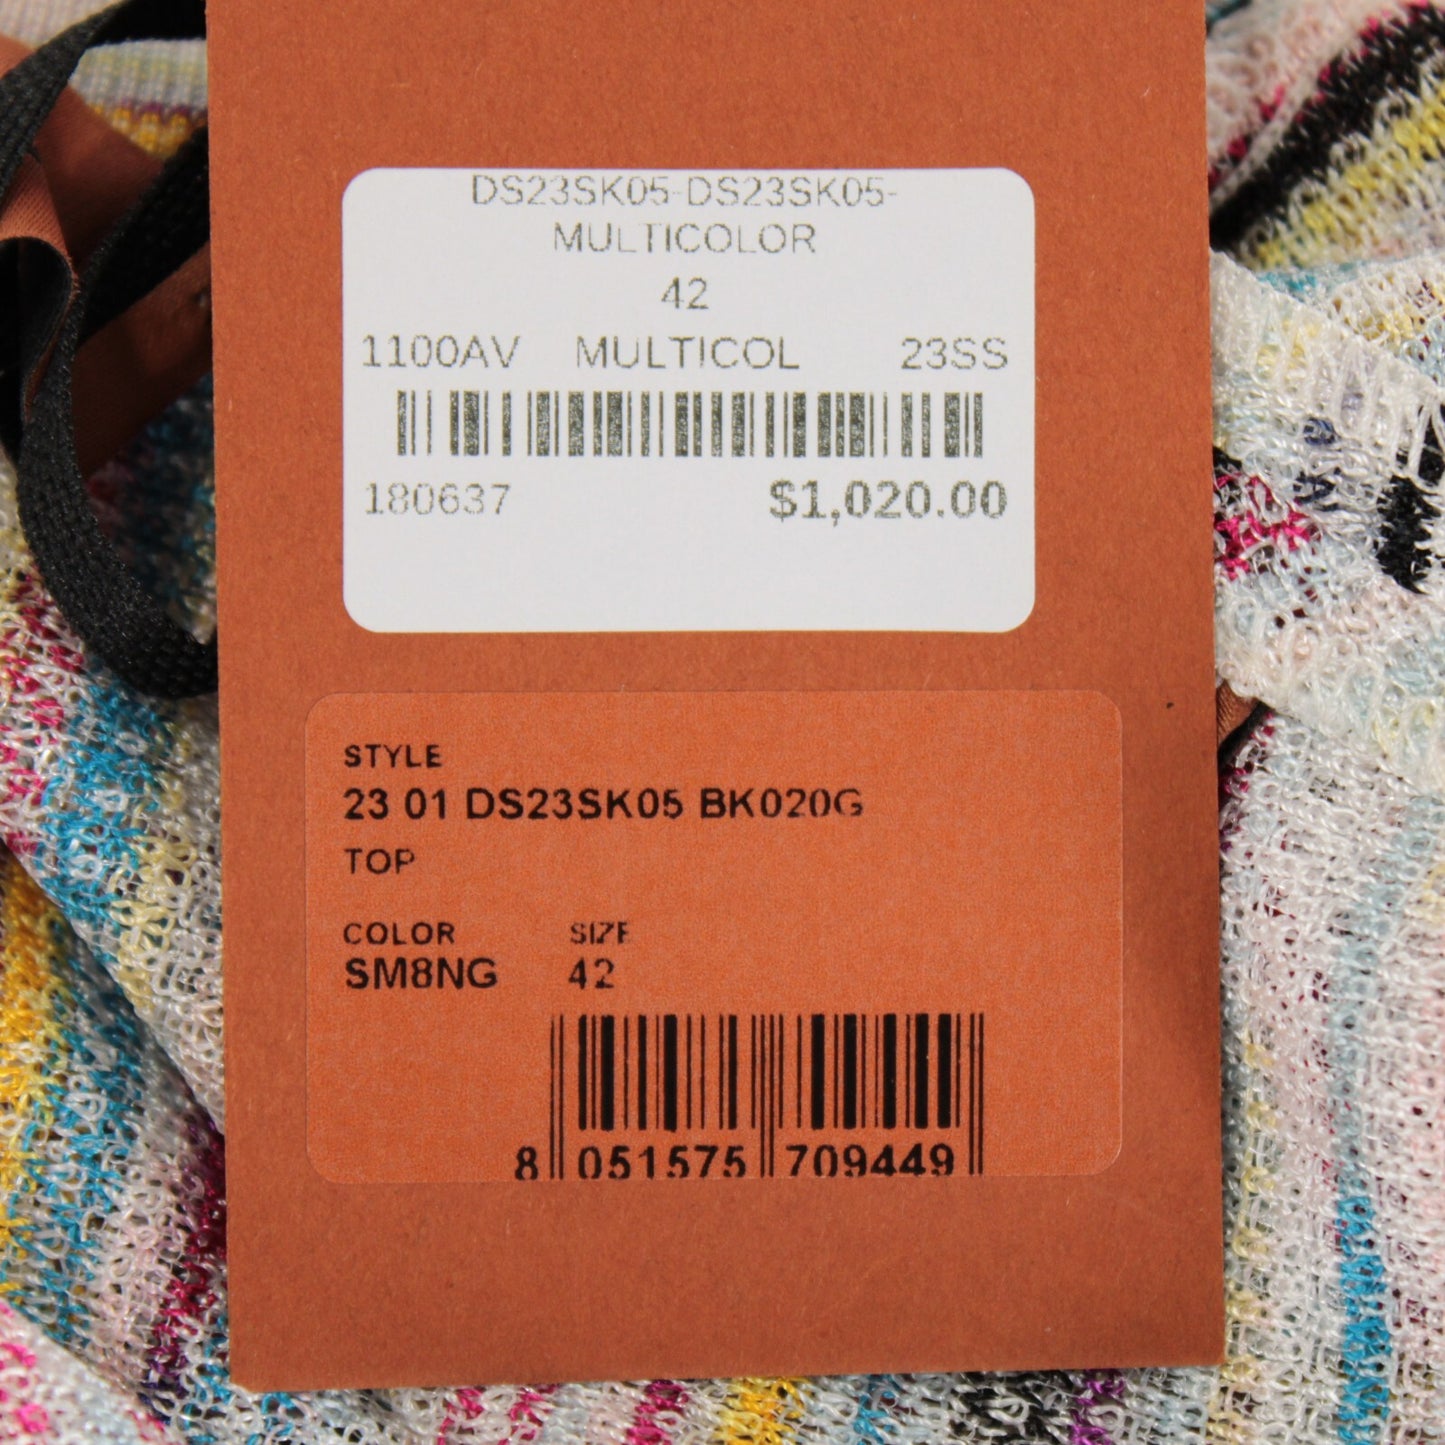 DS23SK05-DS23SK05-
MULTICOLOR
42
1100AV MULTICOL 23SS
180637 $1,020.00
STYLE
23 01 DS23SK05 BK020G
TOP
COLOR SIZE
SM8NG 42
8 051575 709449